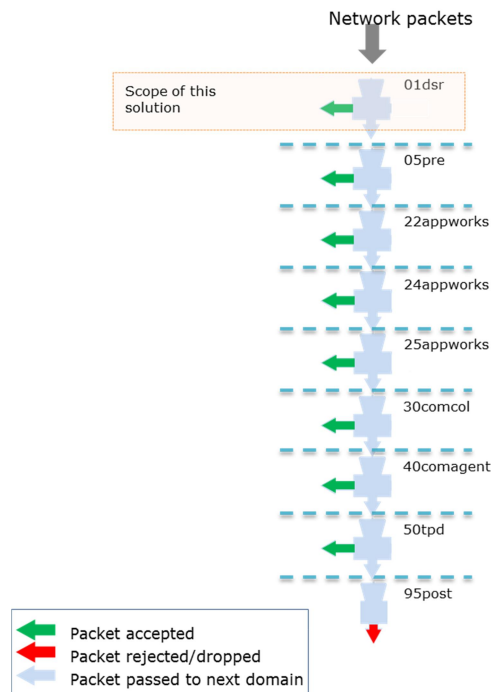 Network packets
01dsr
Scope of this
solution
05pre
22appworks
24appworks
25appworks
30comcol
40comagent
50tpd
95post
Packet accepted
Packet rejected/dropped
Packet passed to next domain